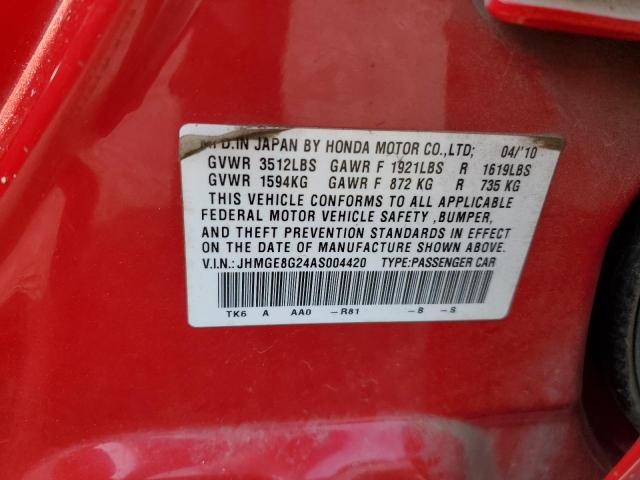 MFD.IN JAPAN BY HONDA MOTOR CO.,LTD; 04/'10
GVWR 3512LBS GAWR F 1921LBS R 1619LBS
GVWR 1594KG GAWR F 872 KG R 735 KG
THIS VEHICLE CONFORMS TO ALL APPLICABLE
FEDERAL MOTOR VEHICLE SAFETY ,BUMPER,
AND THEFT PREVENTION STANDARDS IN EFFECT
ON THE DATE OF MANUFACTURE SHOWN ABOVE.
V.I.N.:JHMGE8G24AS004420 TYPE:PASSENGER CAR
TK6 A AA0 -R81 -B -S